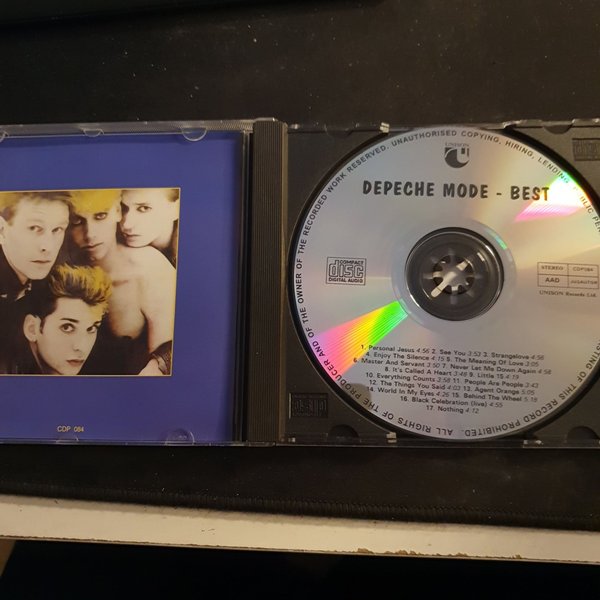 UNISON
DEPECHE MODE - BEST
COMPACT
disc
DIGITAL AUDIO
STEREO
AAD
UNISON Records Ltd.
1. Personal Jesus 4:56 2. See You 3:53 3. Strangelove 4:56
4. Enjoy The Silence 4:15 5. The Meaning Of Love 3:05
6. Master And Servant 3:50 7. Never Let Me Down Again 4:58
8. It's Called A Heart 3:48 9. Little 15 4:19
10. Everything Counts 3:58 11. People Are People 3:43
12. The Things You Said 4:03 13. Agent Orange 5:05
14. World In My Eyes 4:26 15. Behind The Wheel 5:18
16. Black Celebration (live) 4:55
17. Nothing 4:12
ALL RIGHTS OF THE PRODUCER AND OF THE OWNER OF THE RECORDED WORK RESERVED. UNAUTHORISED COPYING, HIRING, LENDING, PUBLIC
OF THIS RECORD PROHIBITED.
CDP 084